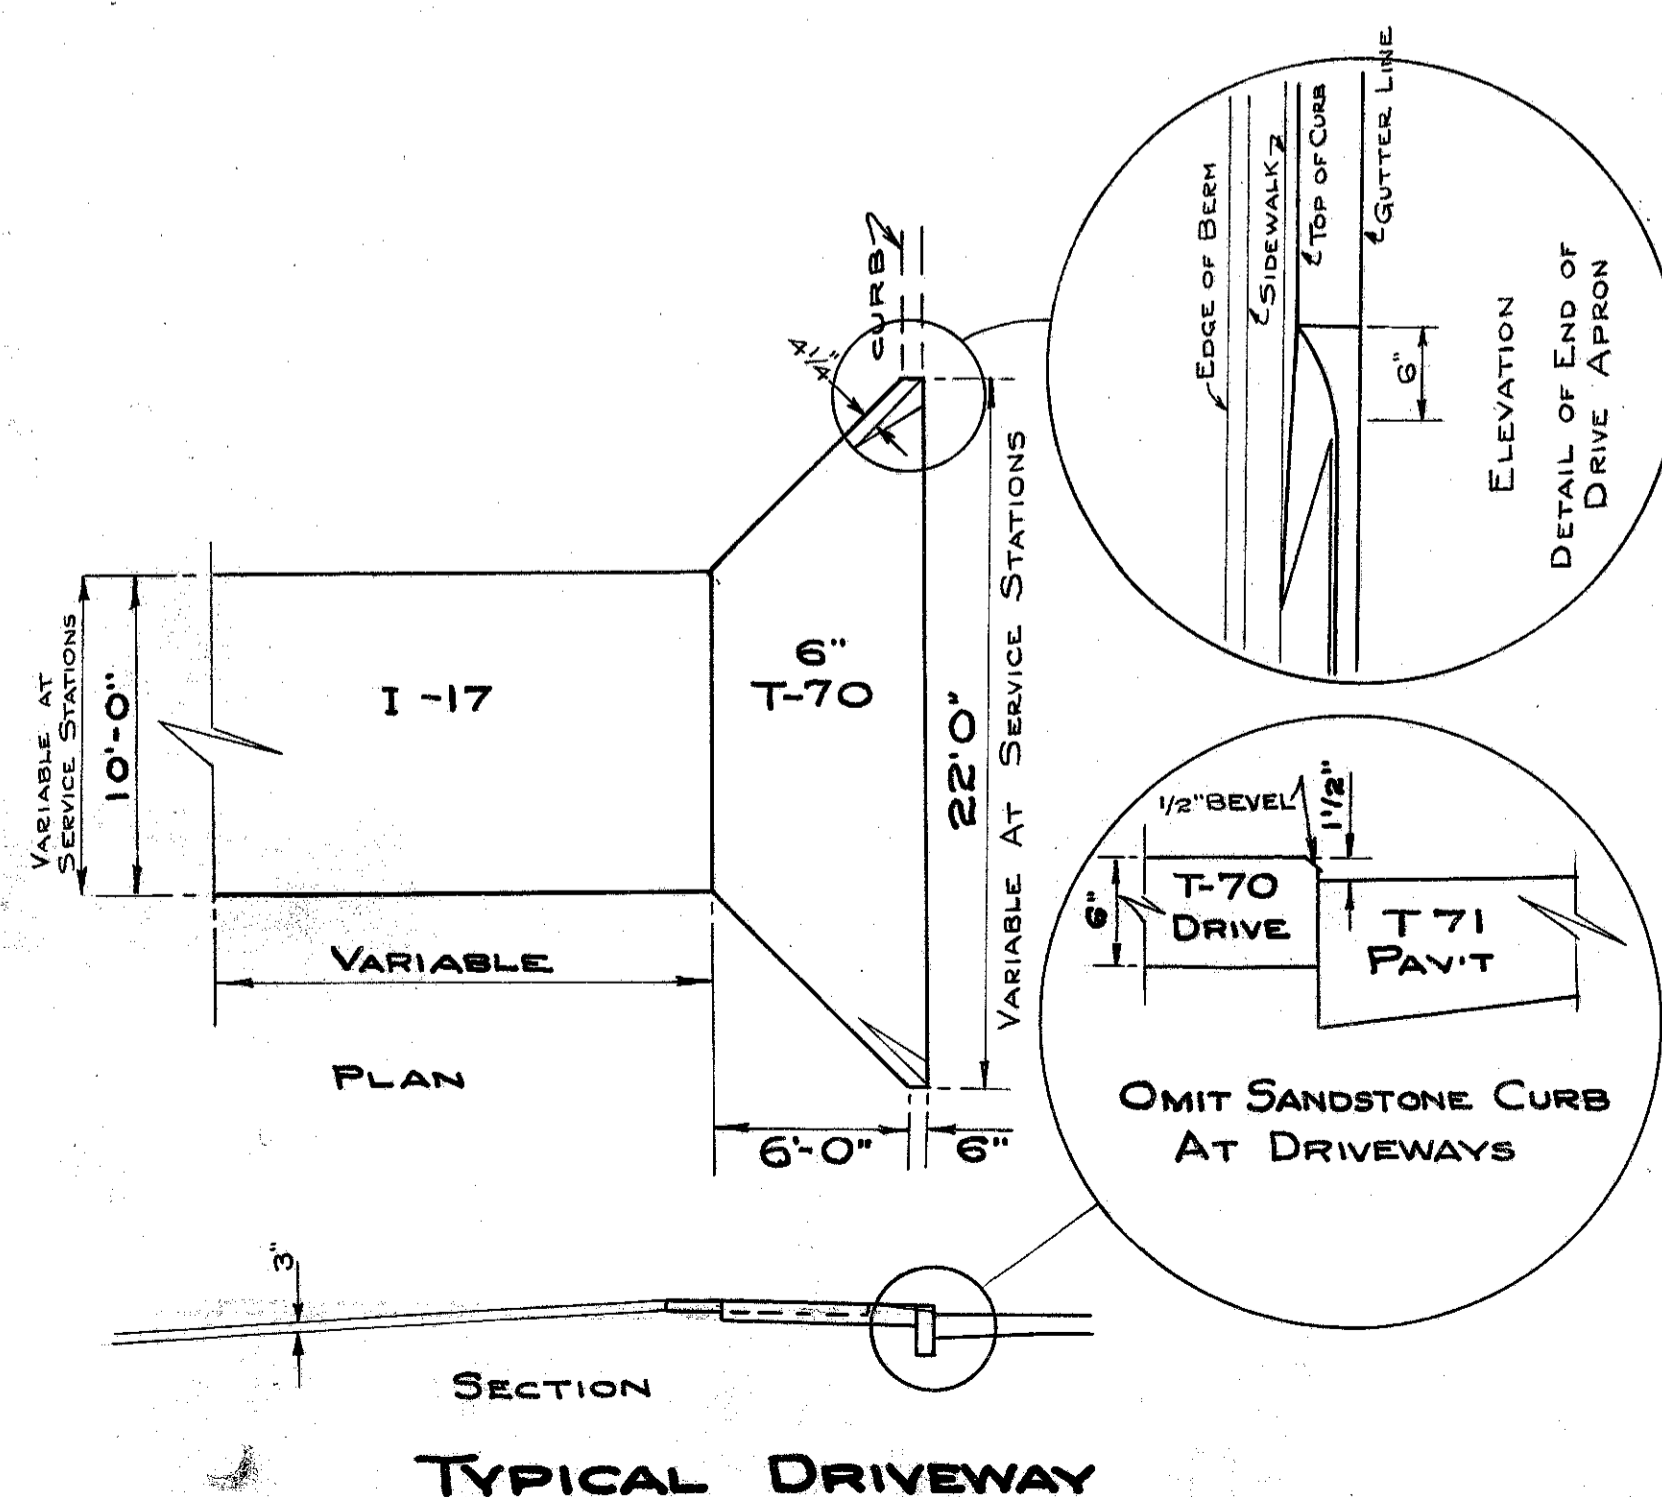 CURB
4 1/4"
VARIABLE AT
SERVICE STATIONS
10'-0"
I -17
6"
T-70
22'0"
VARIABLE AT SERVICE STATIONS
VARIABLE
PLAN
6'-0"
6"
EDGE OF BERM
SIDEWALK
TOP OF CURB
GUTTER LINE
6"
ELEVATION
DETAIL OF END OF
DRIVE APRON
1/2" BEVEL
1 1/2"
6"
T-70
DRIVE
T 71
PAV'T
OMIT SANDSTONE CURB
AT DRIVEWAYS
3"
SECTION
TYPICAL DRIVEWAY